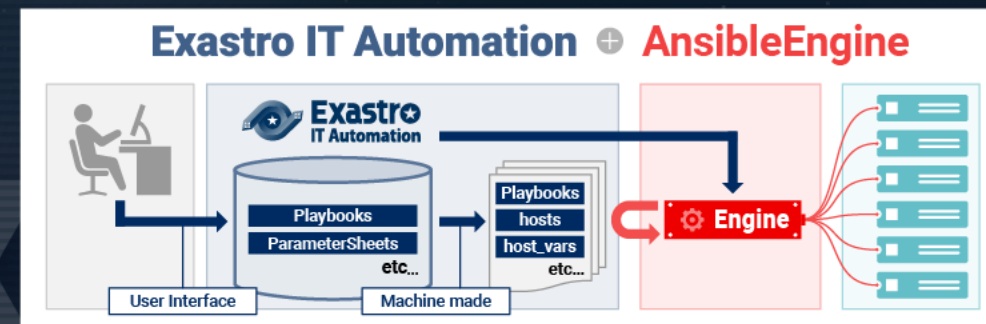 Exastro IT Automation + AnsibleEngine
Exastro
IT Automation
Playbooks
ParameterSheets
etc...
Playbooks
hosts
host_vars
etc...
Engine
User Interface
Machine made